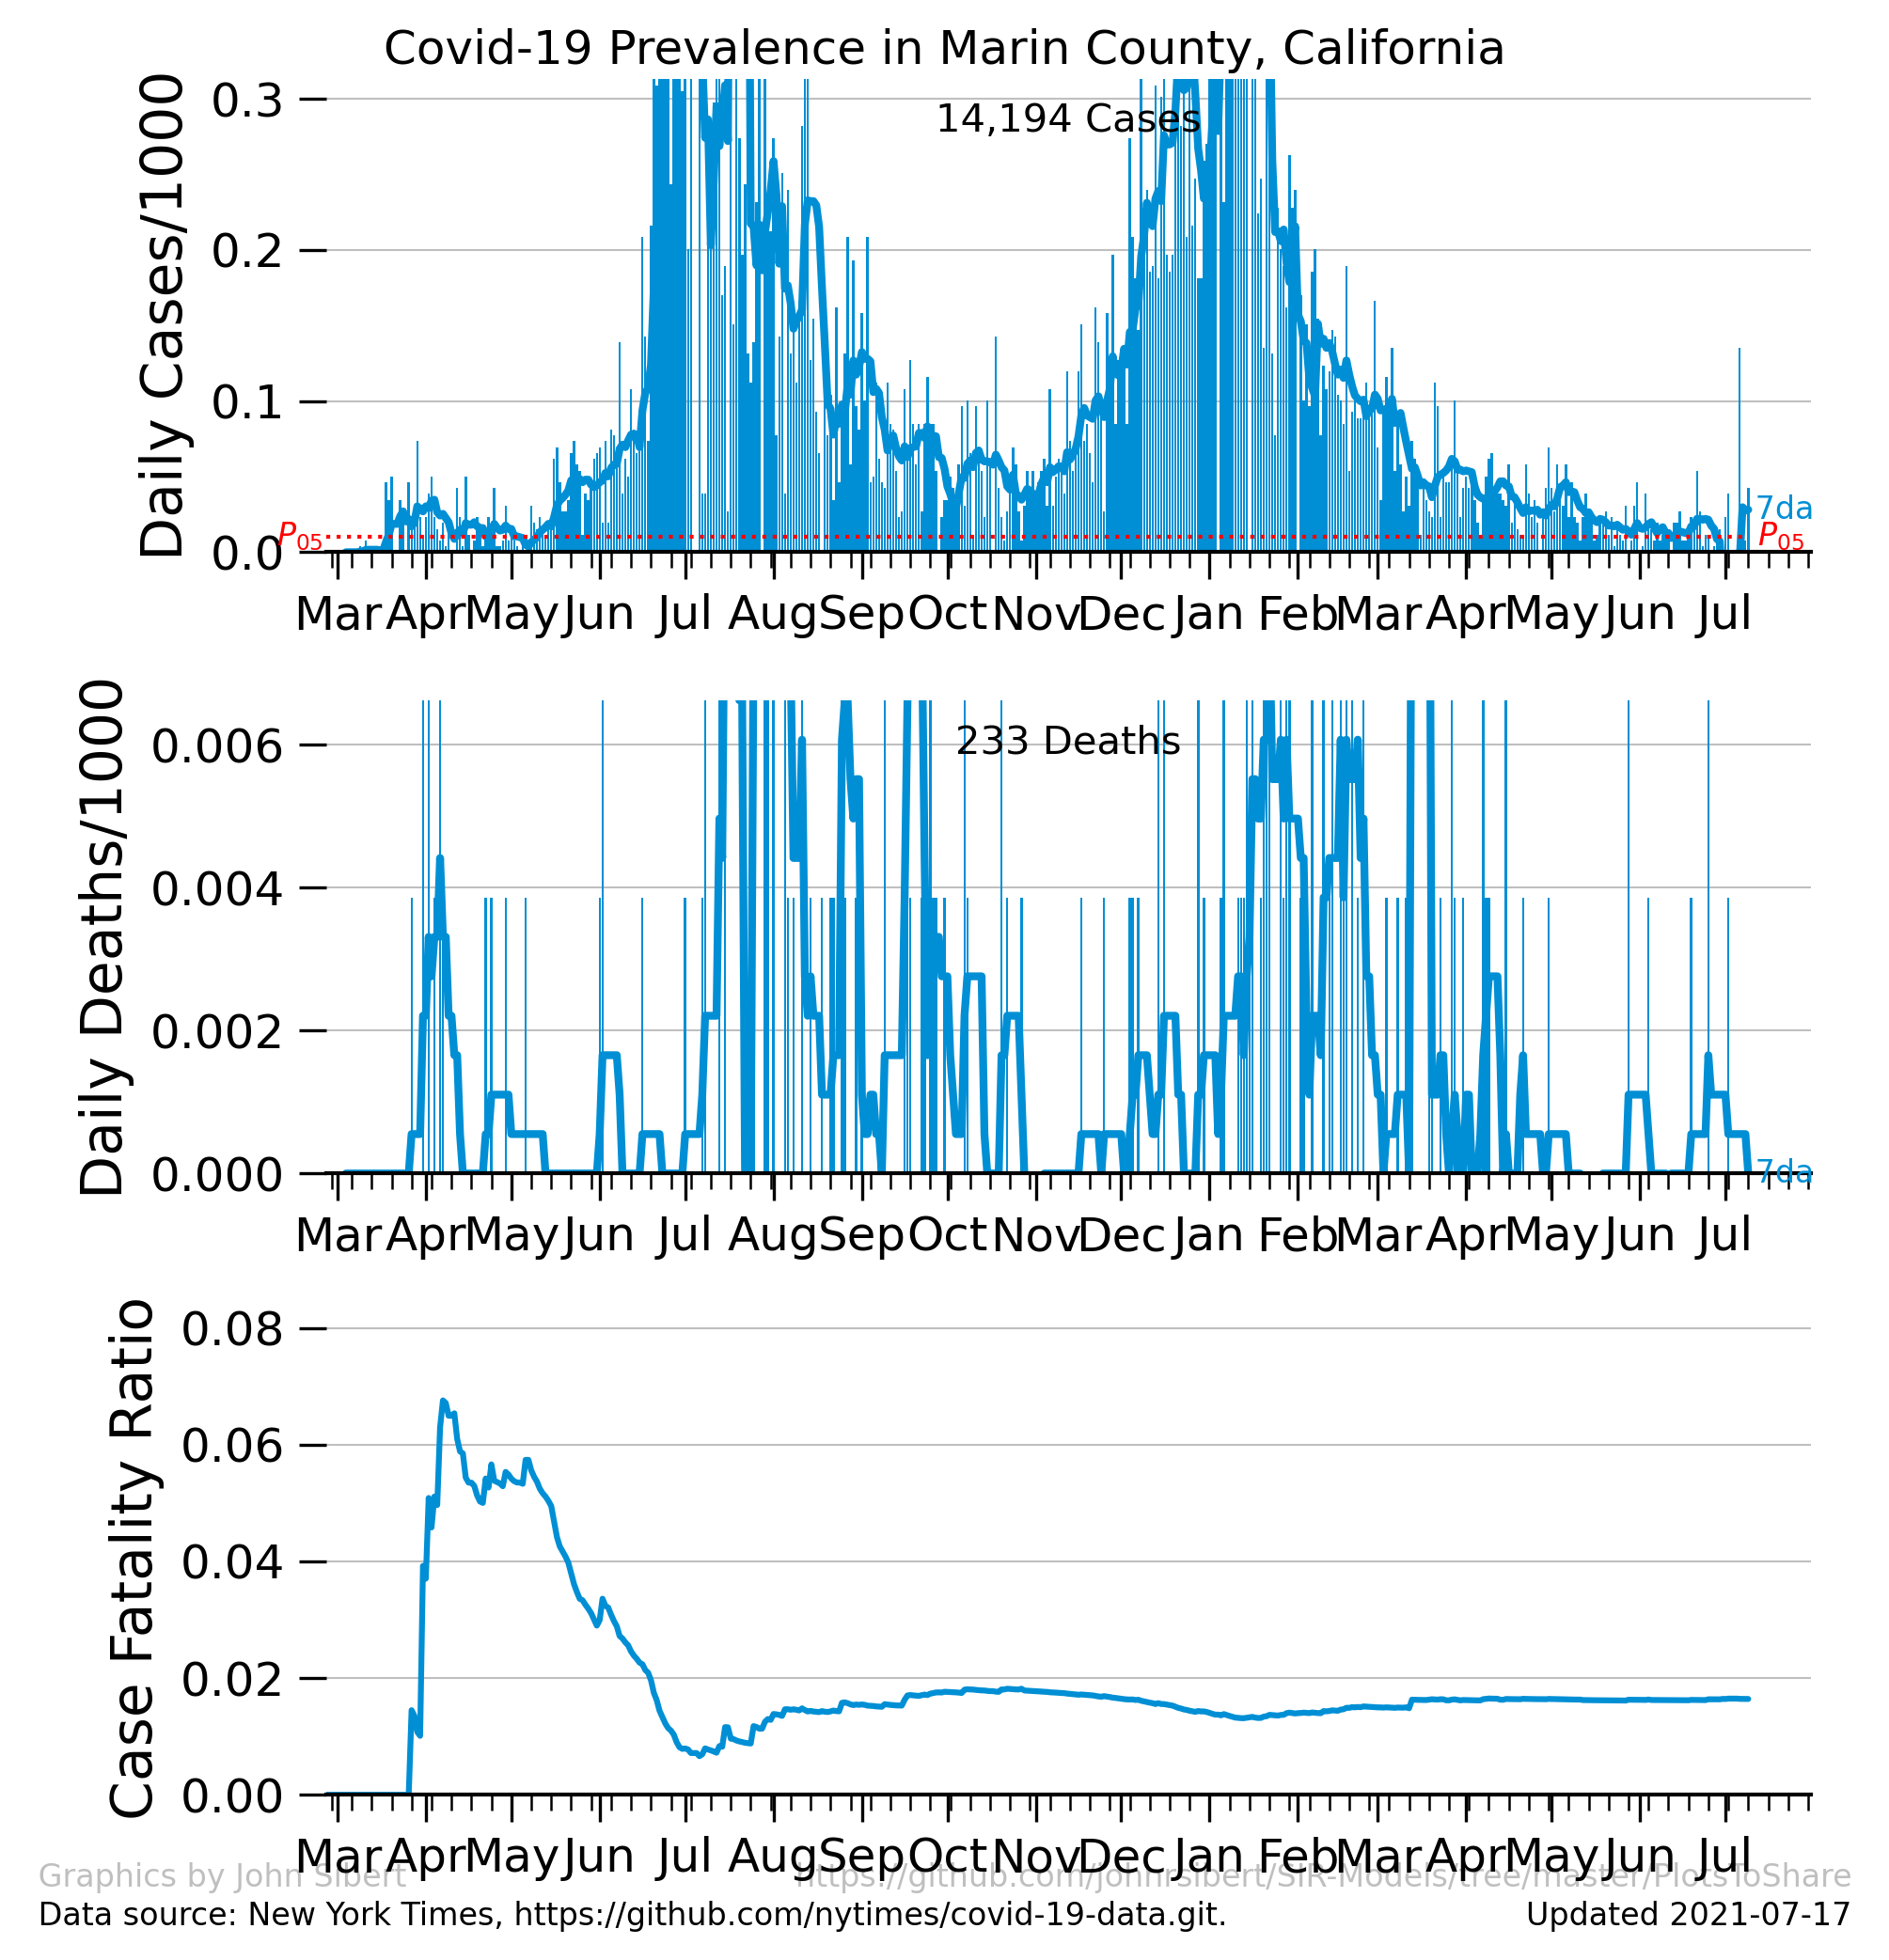 Covid-19 Prevalence in Marin County, California
Daily Cases/1000
0.3
0.2
0.1
0.0
14,194 Cases
7da
P05
P05
Mar Apr May Jun Jul Aug Sep Oct Nov Dec Jan Feb Mar Apr May Jun Jul
Daily Deaths/1000
0.006
0.004
0.002
0.000
233 Deaths
7da
Mar Apr May Jun Jul Aug Sep Oct Nov Dec Jan Feb Mar Apr May Jun Jul
Case Fatality Ratio
0.08
0.06
0.04
0.02
0.00
Mar Apr May Jun Jul Aug Sep Oct Nov Dec Jan Feb Mar Apr May Jun Jul
Graphics by John Sibert
https://github.com/johnrsibert/SIR-Models/tree/master/PlotsToShare
Data source: New York Times, https://github.com/nytimes/covid-19-data.git.
Updated 2021-07-17